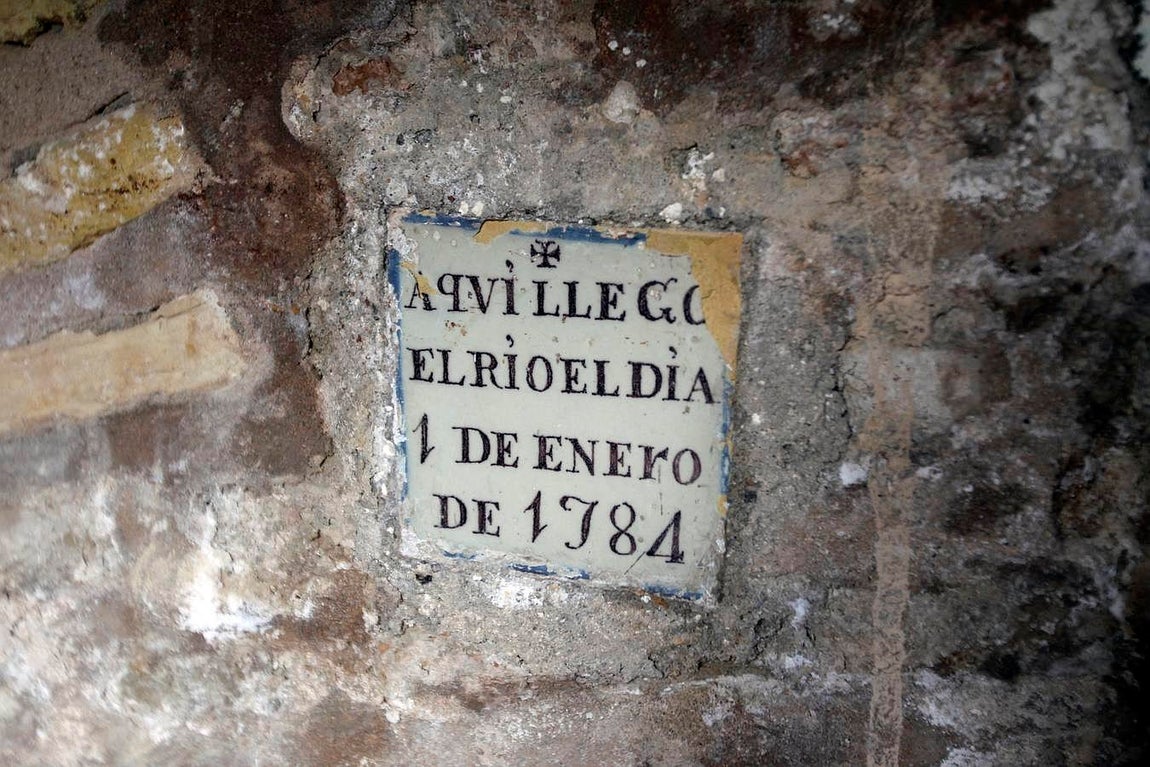 AQVI LLEGO
EL RIO EL DIA
1 DE ENERO
DE 1784